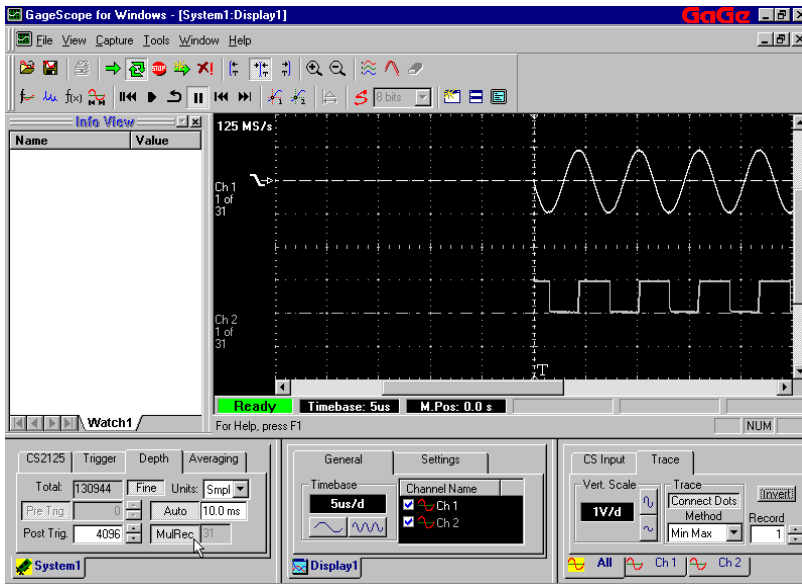 GageScope for Windows - [System1:Display1]
GaGe
File View Capture Tools Window Help
f(x)
8 bits
Info View
Name Value
Watch1
125 MS/s
Ch 1
1 of
31
Ch 2
1 of
31
T
Ready Timebase: 5us M.Pos: 0.0 s
For Help, press F1
NUM
CS2125 Trigger Depth Averaging
Total: 130944 Fine Units: Smpl
Pre Trig. 0 Auto 10.0 ms
Post Trig. 4096 MulRec 31
System1
General Settings
Timebase
5us/d
Channel Name
Ch 1
Ch 2
Display1
CS Input Trace
Vert. Scale
1V/d
Trace
Connect Dots
Method
Min Max
Invert
Record
1
All Ch 1 Ch 2